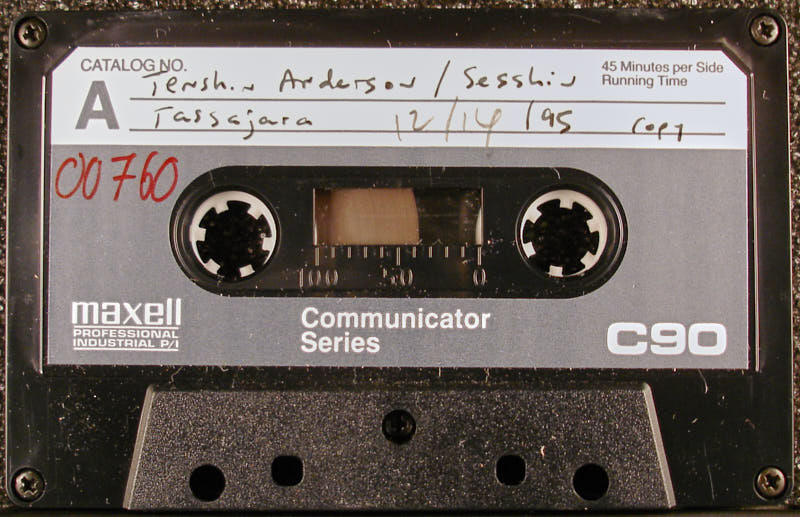 CATALOG NO.
A
Tenshin Anderson / Sesshin
45 Minutes per Side
Running Time
Tassajara 12/14/95 Copy
00760
100 50 0
maxell
PROFESSIONAL
INDUSTRIAL P/I
Communicator
Series
C90